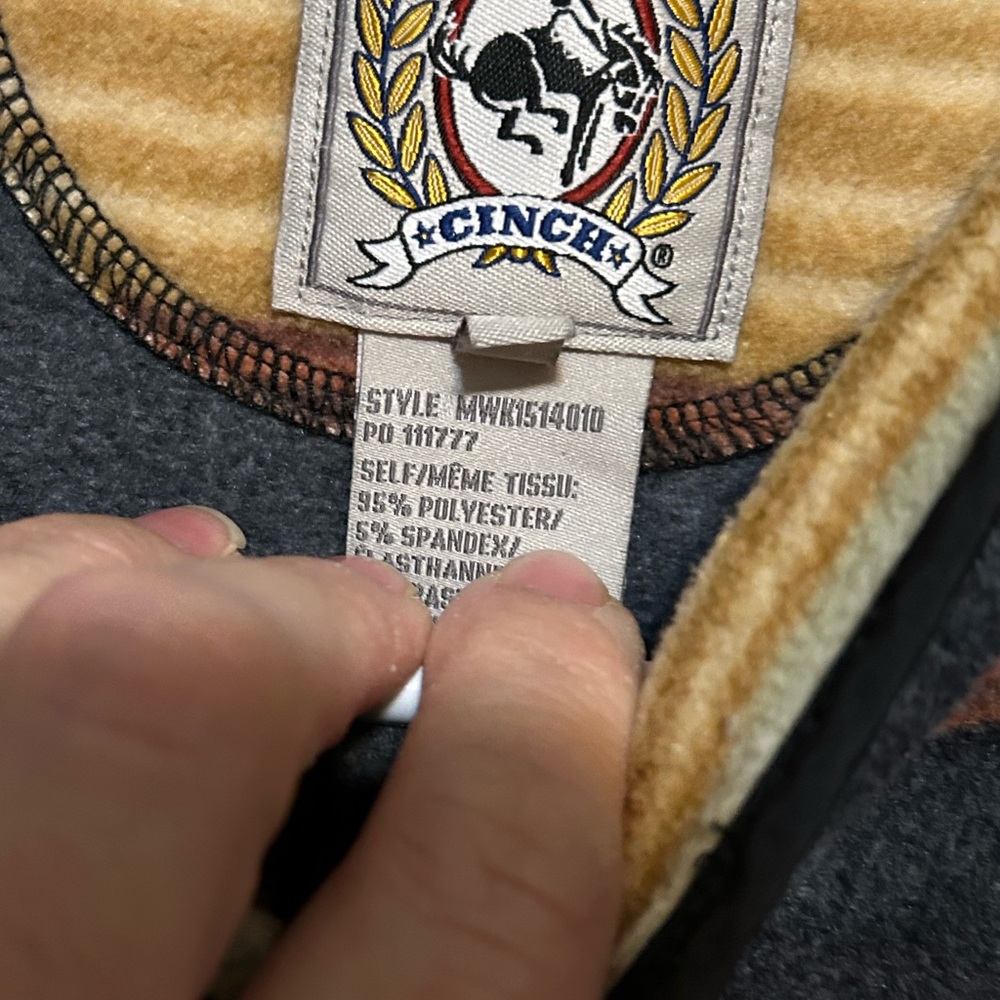 CINCH
®
STYLE MWK1514010
PO 111777
SELF/MÊME TISSU:
95% POLYESTER/
5% SPANDEX/